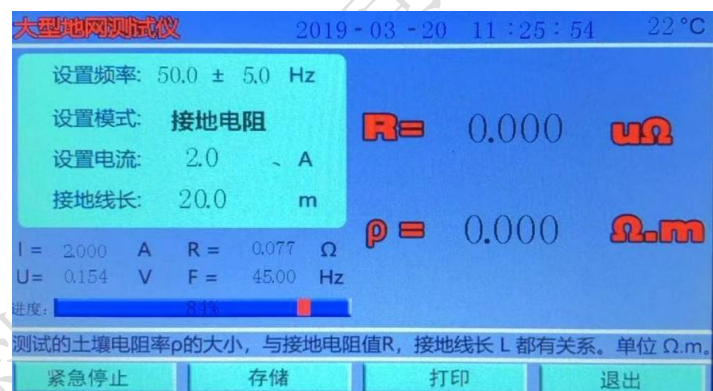 大型地网测试仪 2019-03-20 11:25:54 22℃
设置频率: 50.0 ± 5.0 Hz
设置模式: 接地电阻
设置电流: 2.0 、 A
接地线长: 20.0 m
R= 0.000 uΩ
ρ= 0.000 Ω.m
I = 2.000 A R = 0.077 Ω
U= 0.154 V F = 45.00 Hz
进度: 84%
测试的土壤电阻率ρ的大小，与接地电阻值R，接地线长 L 都有关系。单位 Ω.m。
紧急停止 存储 打印 退出